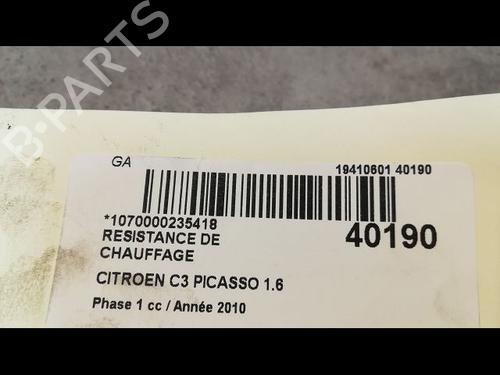 B-PARTS
GA
19410601 40190
*1070000235418
40190
RESISTANCE DE
CHAUFFAGE
CITROEN C3 PICASSO 1.6
Phase 1 cc / Année 2010